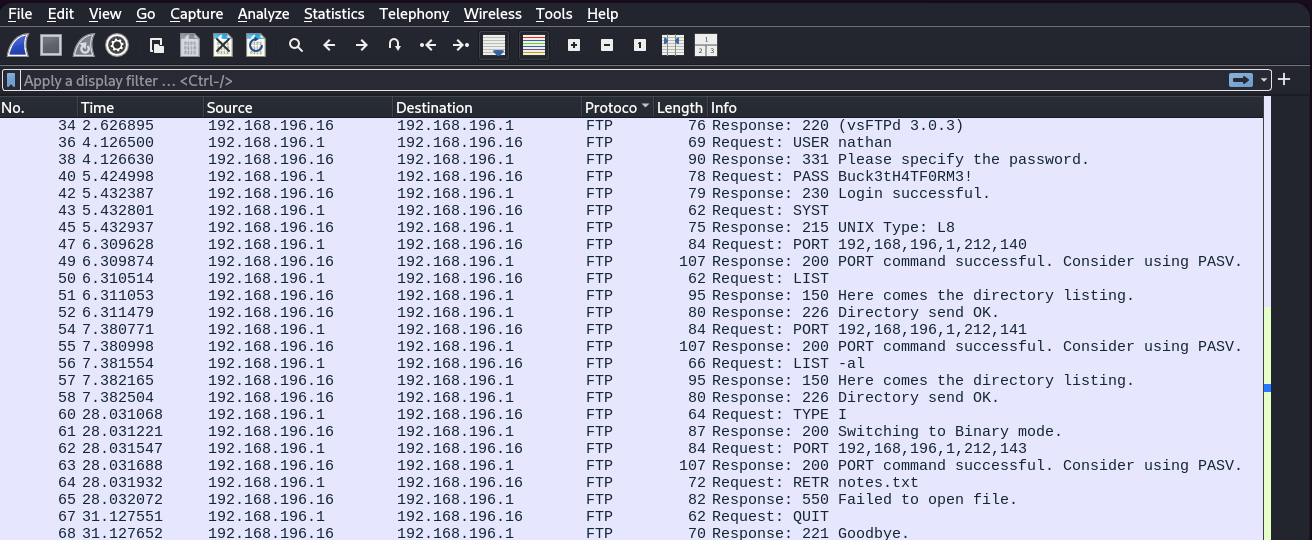 File Edit View Go Capture Analyze Statistics Telephony Wireless Tools Help
Apply a display filter … <Ctrl-/>
No. Time Source Destination Protoco Length Info
34 2.626895 192.168.196.16 192.168.196.1 FTP 76 Response: 220 (vsFTPd 3.0.3)
36 4.126500 192.168.196.1 192.168.196.16 FTP 69 Request: USER nathan
38 4.126630 192.168.196.16 192.168.196.1 FTP 90 Response: 331 Please specify the password.
40 5.424998 192.168.196.1 192.168.196.16 FTP 78 Request: PASS Buck3tH4TF0RM3!
42 5.432387 192.168.196.16 192.168.196.1 FTP 79 Response: 230 Login successful.
43 5.432801 192.168.196.1 192.168.196.16 FTP 62 Request: SYST
45 5.432937 192.168.196.16 192.168.196.1 FTP 75 Response: 215 UNIX Type: L8
47 6.309628 192.168.196.1 192.168.196.16 FTP 84 Request: PORT 192,168,196,1,212,140
49 6.309874 192.168.196.16 192.168.196.1 FTP 107 Response: 200 PORT command successful. Consider using PASV.
50 6.310514 192.168.196.1 192.168.196.16 FTP 62 Request: LIST
51 6.311053 192.168.196.16 192.168.196.1 FTP 95 Response: 150 Here comes the directory listing.
52 6.311479 192.168.196.16 192.168.196.1 FTP 80 Response: 226 Directory send OK.
54 7.380771 192.168.196.1 192.168.196.16 FTP 84 Request: PORT 192,168,196,1,212,141
55 7.380998 192.168.196.16 192.168.196.1 FTP 107 Response: 200 PORT command successful. Consider using PASV.
56 7.381554 192.168.196.1 192.168.196.16 FTP 66 Request: LIST -al
57 7.382165 192.168.196.16 192.168.196.1 FTP 95 Response: 150 Here comes the directory listing.
58 7.382504 192.168.196.16 192.168.196.1 FTP 80 Response: 226 Directory send OK.
60 28.031068 192.168.196.1 192.168.196.16 FTP 64 Request: TYPE I
61 28.031221 192.168.196.16 192.168.196.1 FTP 87 Response: 200 Switching to Binary mode.
62 28.031547 192.168.196.1 192.168.196.16 FTP 84 Request: PORT 192,168,196,1,212,143
63 28.031688 192.168.196.16 192.168.196.1 FTP 107 Response: 200 PORT command successful. Consider using PASV.
64 28.031932 192.168.196.1 192.168.196.16 FTP 72 Request: RETR notes.txt
65 28.032072 192.168.196.16 192.168.196.1 FTP 82 Response: 550 Failed to open file.
67 31.127551 192.168.196.1 192.168.196.16 FTP 62 Request: QUIT
68 31.127652 192.168.196.16 192.168.196.1 FTP 70 Response: 221 Goodbye.